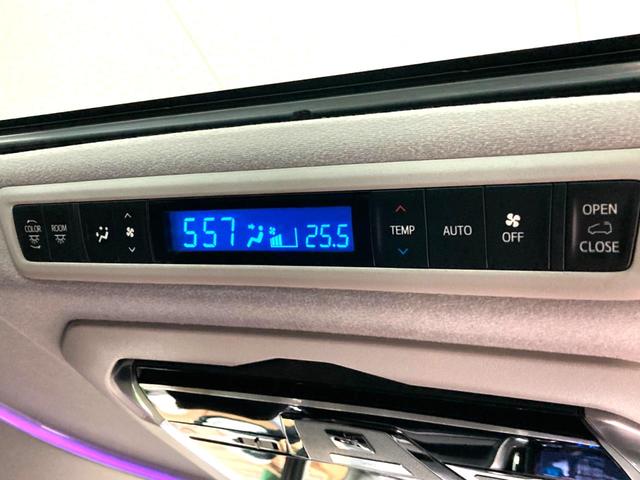 COLOR
ROOM
557
25.5
TEMP
AUTO
OFF
OPEN
CLOSE